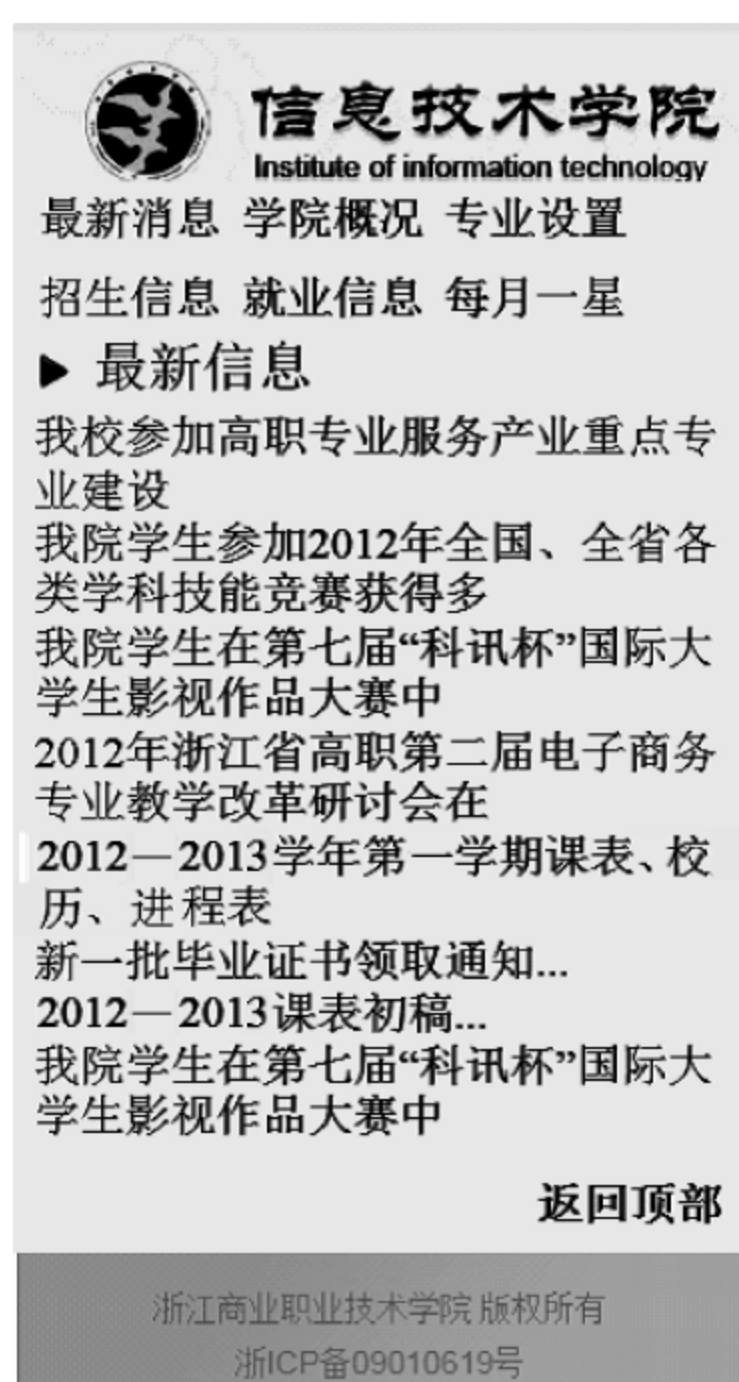 信息技术学院
Institute of information technology
最新消息 学院概况 专业设置
招生信息 就业信息 每月一星
最新信息
我校参加高职专业服务产业重点专
业建设
我院学生参加2012年全国、全省各
类学科技能竞赛获得多
我院学生在第七届“科讯杯”国际大
学生影视作品大赛中
2012年浙江省高职第二届电子商务
专业教学改革研讨会在
2012—2013学年第一学期课表、校
历、进程表
新一批毕业证书领取通知...
2012—2013课表初稿...
我院学生在第七届“科讯杯”国际大
学生影视作品大赛中
返回顶部
浙江商业职业技术学院 版权所有
浙ICP备09010619号